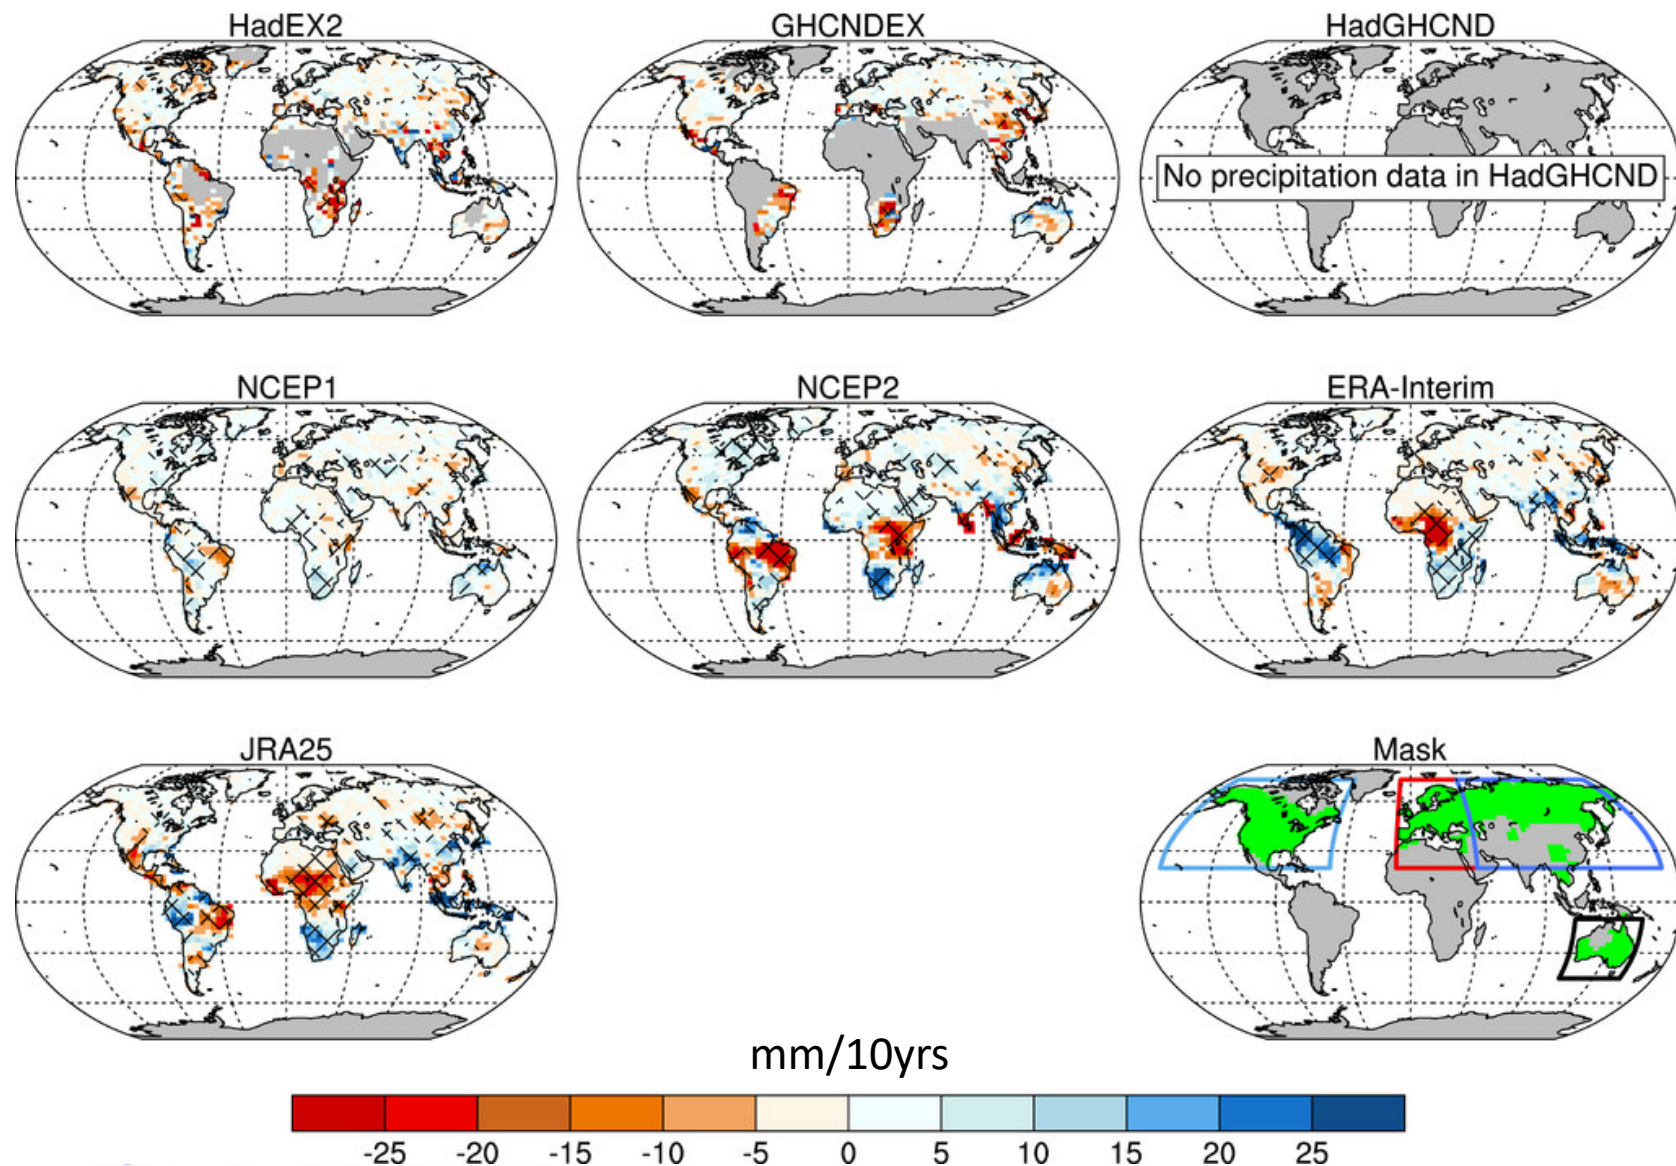 HadEX2 GHCNDEX HadGHCND
No precipitation data in HadGHCND
NCEP1 NCEP2 ERA-Interim
JRA25 Mask
mm/10yrs
-25 -20 -15 -10 -5 0 5 10 15 20 25